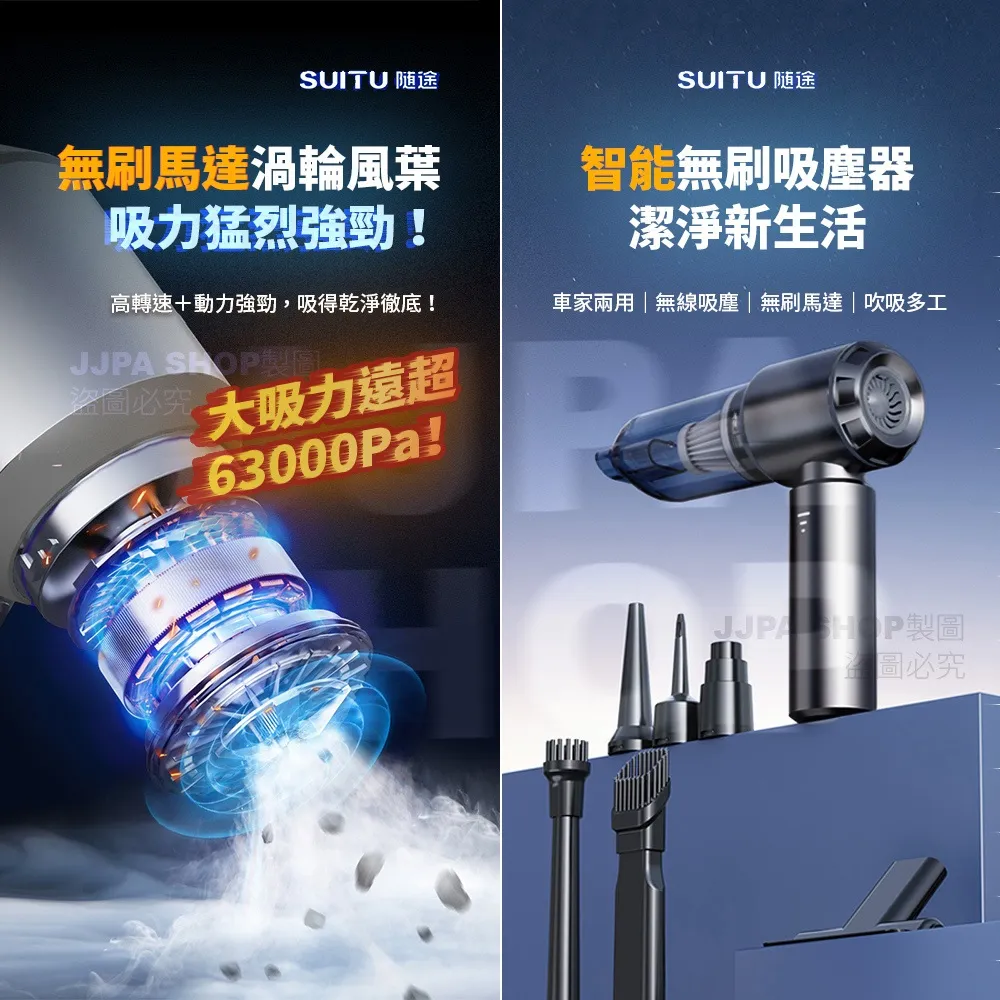 SUITU 随途
無刷馬達渦輪風葉
吸力猛烈強勁！
高轉速＋動力強勁，吸得乾淨徹底！
JJPA SHOP製圖
盜圖必究
大吸力遠超
63000Pa！
SUITU 随途
智能無刷吸塵器
潔淨新生活
車家兩用｜無線吸塵｜無刷馬達｜吹吸多工
JJPA SHOP
JJPA SHOP製圖
盜圖必究